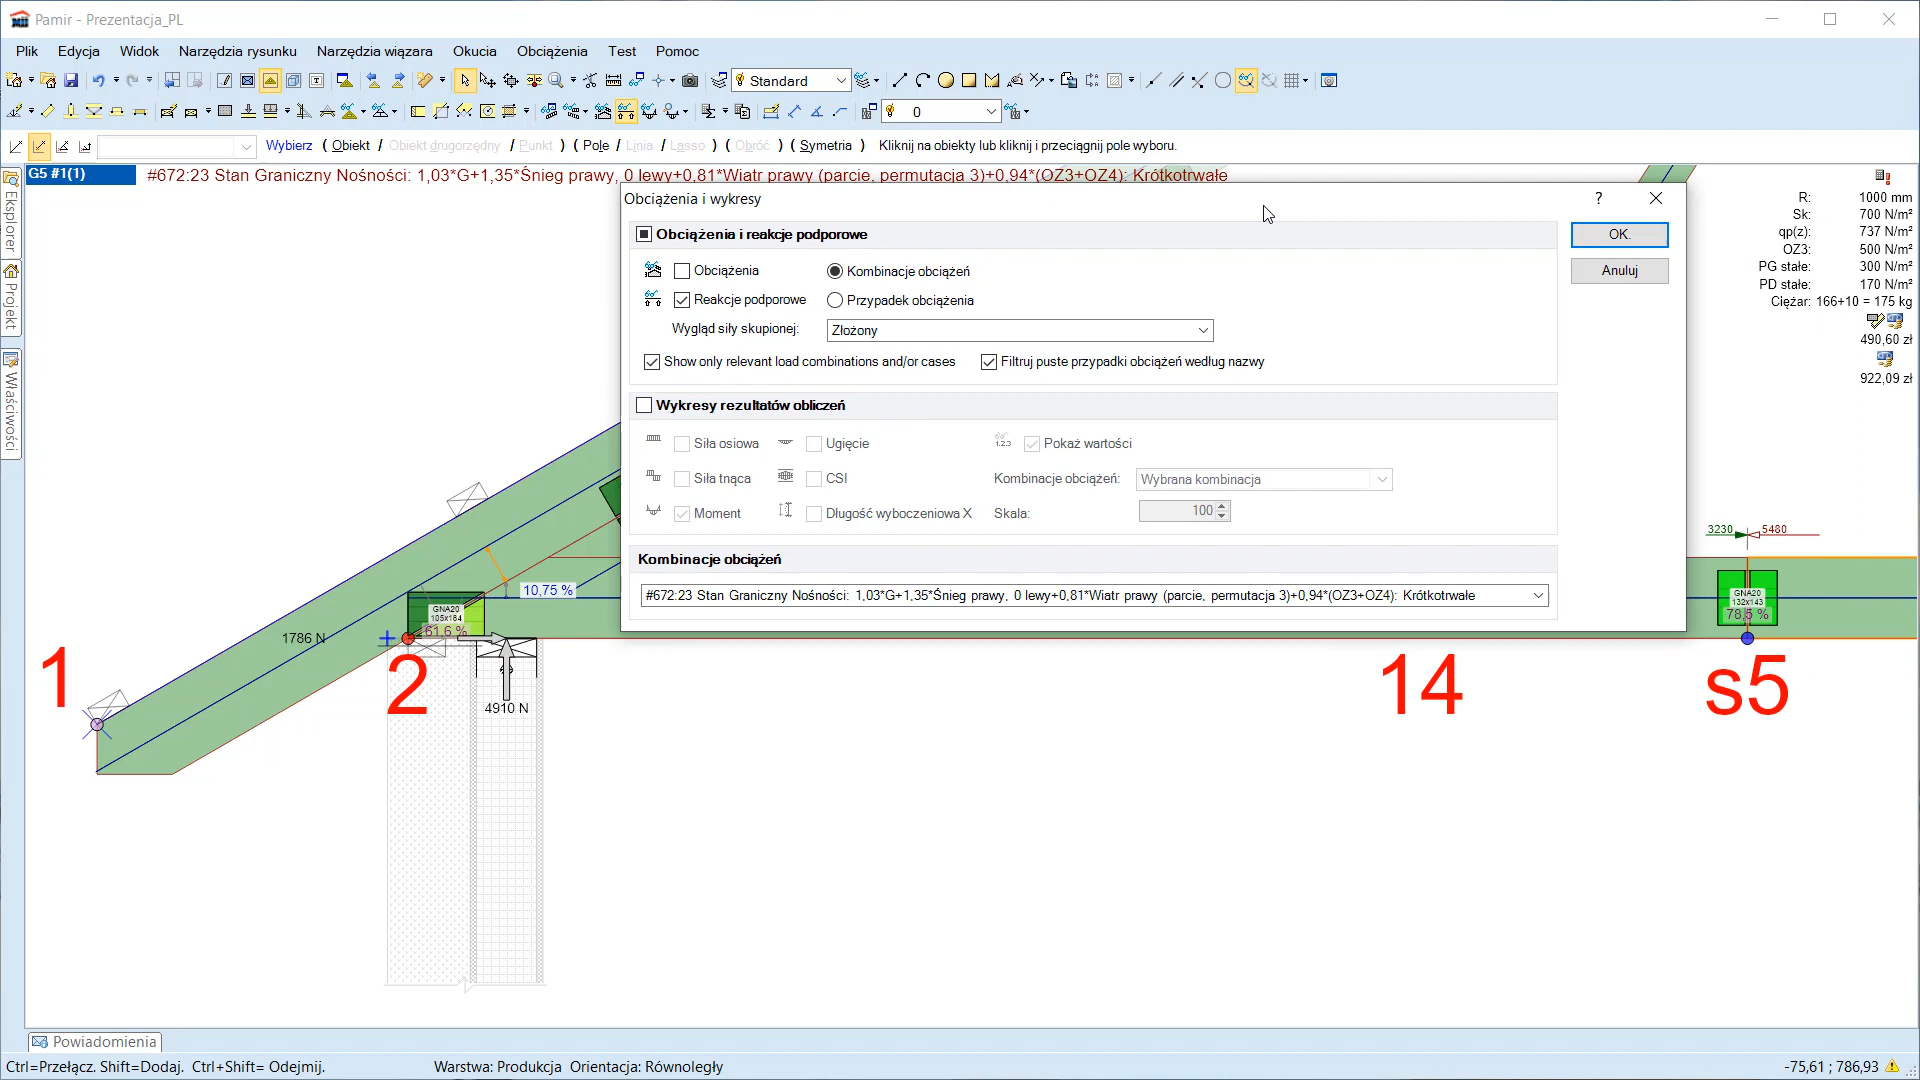 Pamir - Prezentacja_PL
Plik Edycja Widok Narzędzia rysunku Narzędzia wiązara Okucia Obciążenia Test Pomoc
Standard
0
Wybierz ( Obiekt / Obiekt drugorzędny / Punkt ) ( Pole / Linia / Lasso ) ( Obróć ) ( Symetria ) Kliknij na obiekty lub kliknij i przeciągnij pole wyboru.
G5 #1(1)
#672:23 Stan Graniczny Nośności: 1,03*G+1,35*Śnieg prawy, 0 lewy+0,81*Wiatr prawy (parcie, permutacja 3)+0,94*(OZ3+OZ4): Krótkotrwałe
Eksplorer
Projekt
Właściwości
R: 1000 mm
Sk: 700 N/m²
qp(z): 737 N/m²
OZ3: 500 N/m²
PG stałe: 300 N/m²
PD stałe: 170 N/m²
Ciężar: 166+10 = 175 kg
490,60 zł
922,09 zł
Obciążenia i wykresy
?
Obciążenia i reakcje podporowe
OK.
Anuluj
Obciążenia
Kombinacje obciążeń
Reakcje podporowe
Przypadek obciążenia
Wygląd siły skupionej: Złożony
Show only relevant load combinations and/or cases
Filtruj puste przypadki obciążeń według nazwy
Wykresy rezultatów obliczeń
Siła osiowa
Ugięcie
1.2.3
Pokaż wartości
Siła tnąca
CSI
Kombinacje obciążeń: Wybrana kombinacja
Moment
Długość wyboczeniowa X
Skala: 100
Kombinacje obciążeń
#672:23 Stan Graniczny Nośności: 1,03*G+1,35*Śnieg prawy, 0 lewy+0,81*Wiatr prawy (parcie, permutacja 3)+0,94*(OZ3+OZ4): Krótkotrwałe
3230 5480
10,75 %
GNA20
105x184
61,6 %
GNA20
132x143
78,5 %
1786 N
4910 N
1
2
14
s5
Powiadomienia
Ctrl=Przełącz. Shift=Dodaj. Ctrl+Shift= Odejmij.
Warstwa: Produkcja Orientacja: Równoległy
-75,61 ; 786,93